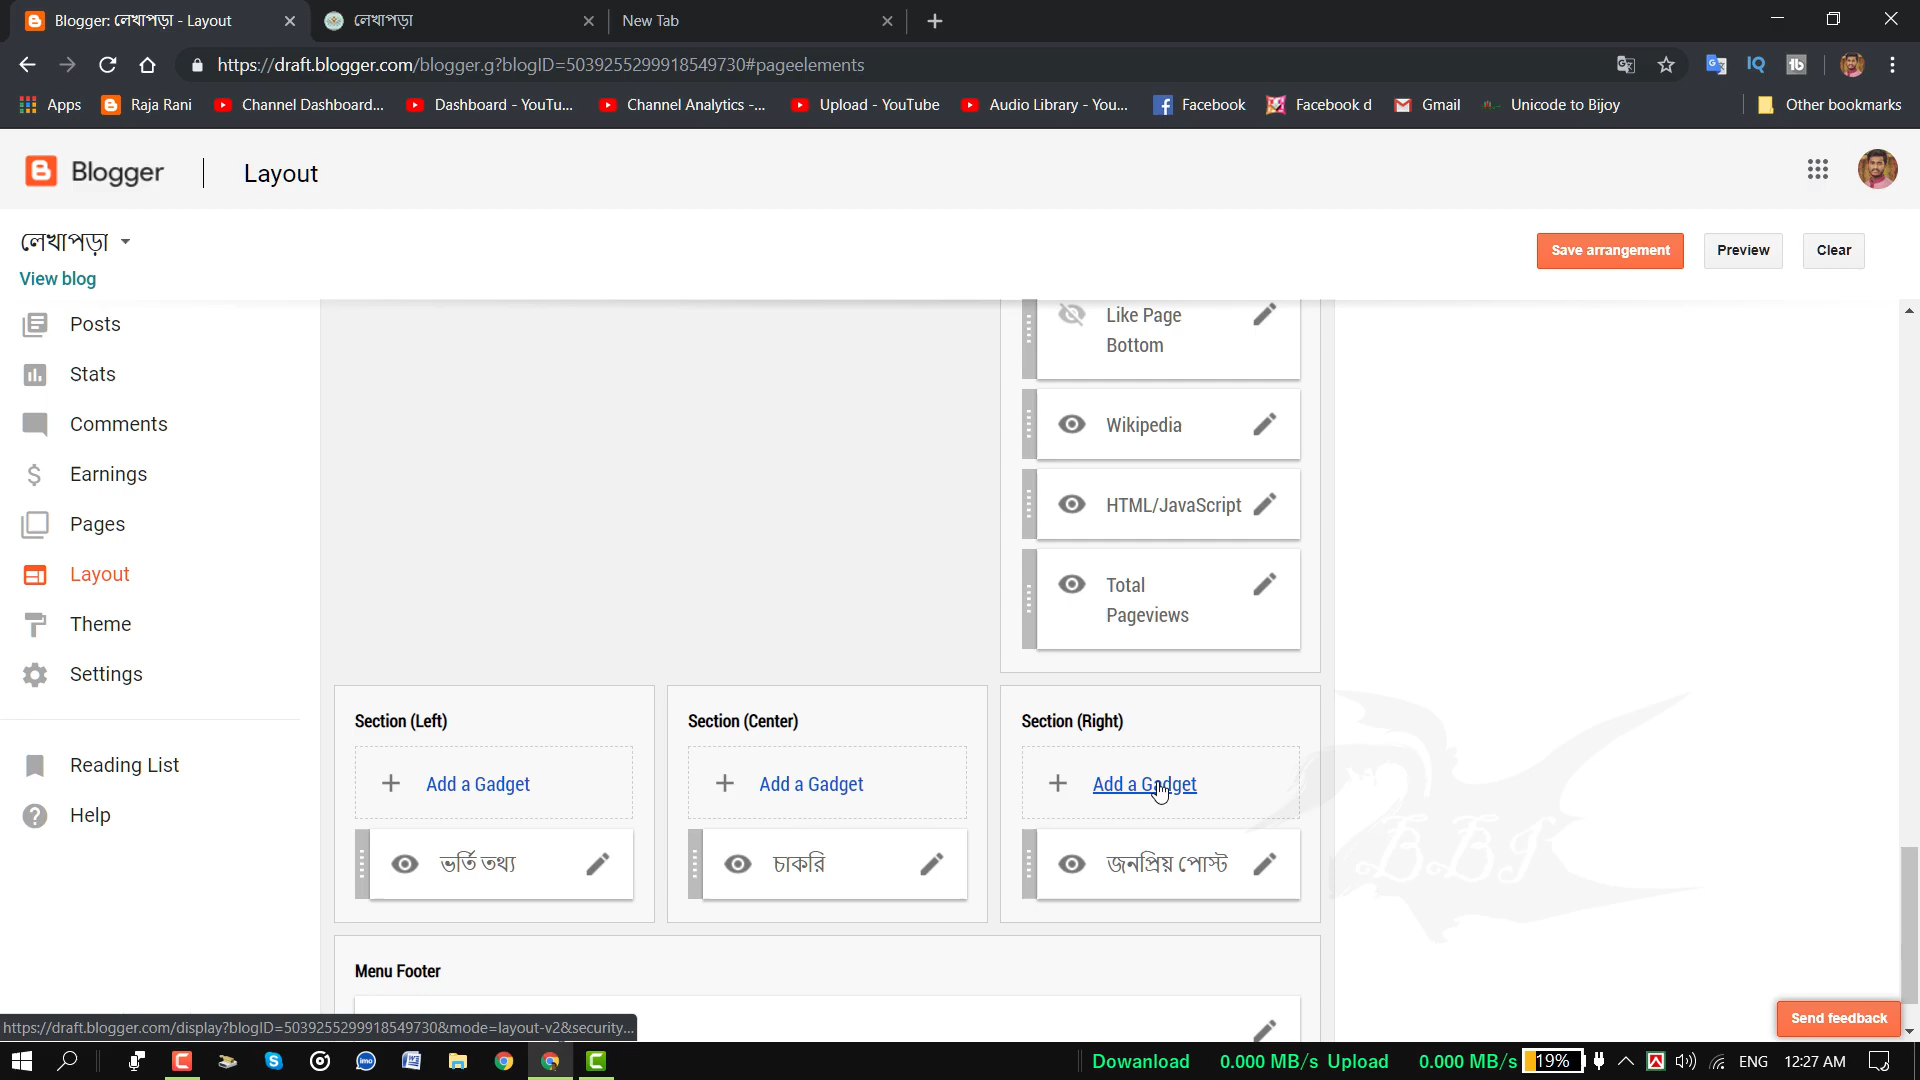 Blogger: লেখাপড়া - Layout
লেখাপড়া
New Tab
https://draft.blogger.com/blogger.g?blogID=5039255299918549730#pageelements
Apps
Raja Rani
Channel Dashboard...
Dashboard - YouTu...
Channel Analytics -...
Upload - YouTube
Audio Library - You...
Facebook
Facebook d
Gmail
Unicode to Bijoy
Other bookmarks
Blogger
Layout
লেখাপড়া
View blog
Save arrangement
Preview
Clear
Posts
Stats
Comments
Earnings
Pages
Layout
Theme
Settings
Reading List
Help
Like Page
Bottom
Wikipedia
HTML/JavaScript
Total
Pageviews
Section (Left)
Add a Gadget
ভর্তি তথ্য
Section (Center)
Add a Gadget
চাকরি
Section (Right)
Add a Gadget
জনপ্রিয় পোস্ট
BBJ
Menu Footer
Send feedback
https://draft.blogger.com/display?blogID=5039255299918549730&mode=layout-v2&security...
Dowanload 0.000 MB/s Upload 0.000 MB/s
19%
ENG
12:27 AM